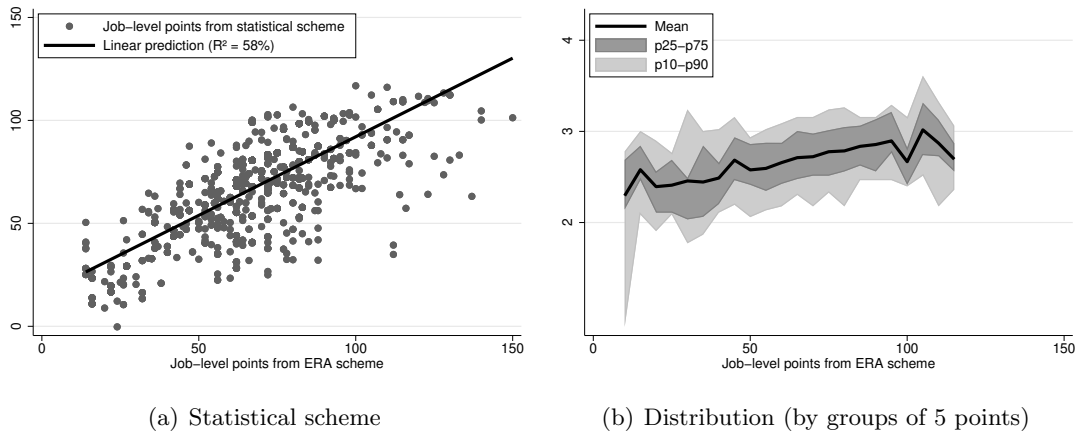 Job−level points from statistical scheme
Linear prediction (R² = 58%)
150
100
50
0
0
50
100
150
Job−level points from ERA scheme
(a) Statistical scheme
Mean
p25−p75
p10−p90
4
3
2
0
50
100
150
Job−level points from ERA scheme
(b) Distribution (by groups of 5 points)